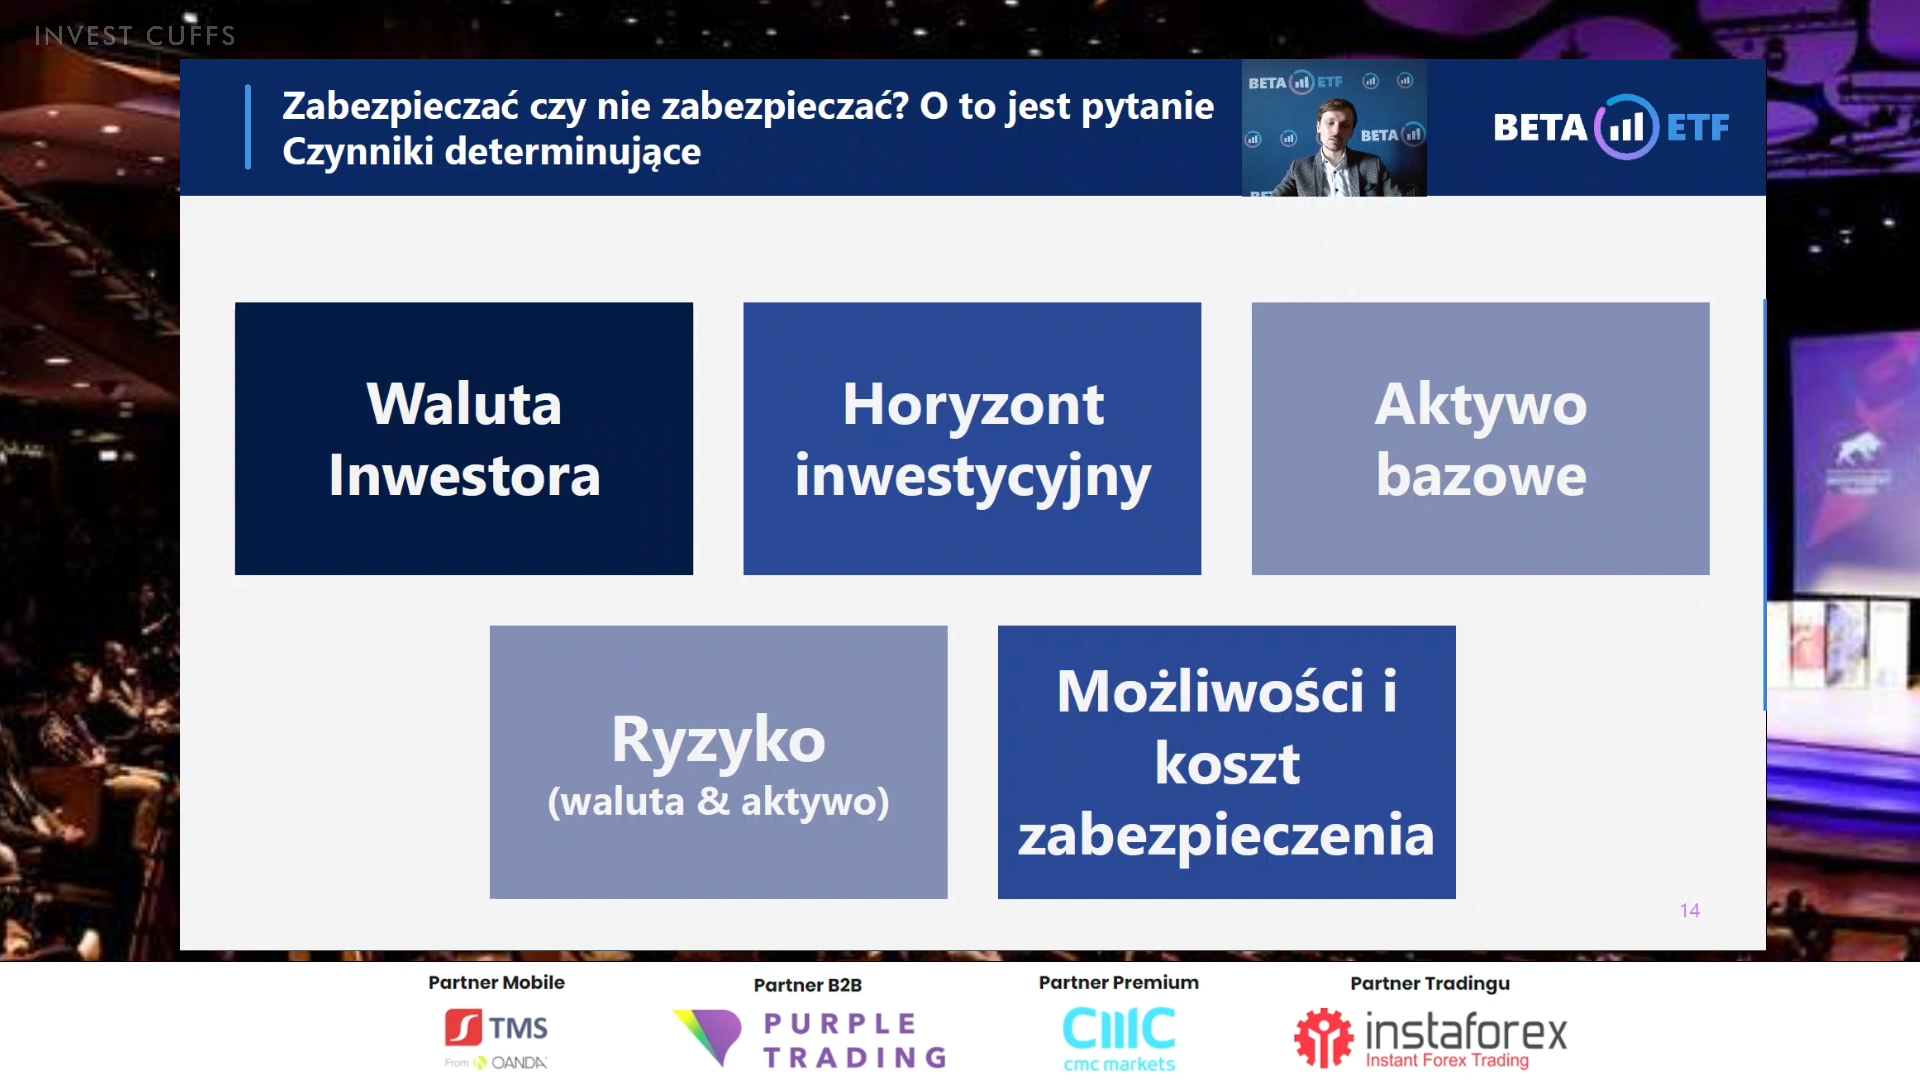 INVEST CUFFS
Zabezpieczać czy nie zabezpieczać? O to jest pytanie
Czynniki determinujące
BETA ETF
BETA
BETA ETF
Waluta
Inwestora
Horyzont
inwestycyjny
Aktywo
bazowe
Ryzyko
(waluta & aktywo)
Możliwości i
koszt
zabezpieczenia
14
Partner Mobile
TMS
From OANDA
Partner B2B
PURPLE
TRADING
Partner Premium
CMC
cmc markets
Partner Tradingu
instaforex
Instant Forex Trading